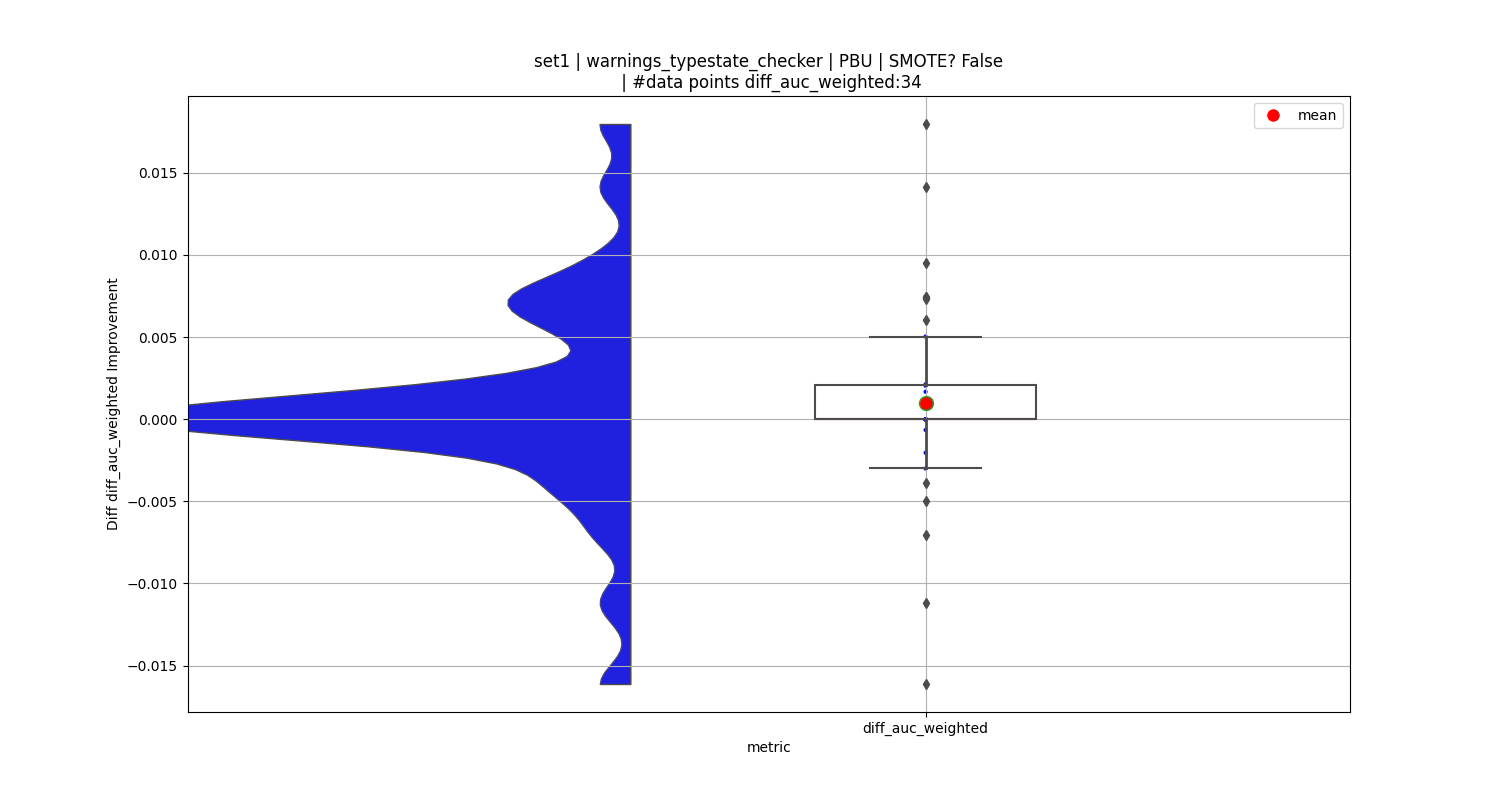 set1 | warnings_typestate_checker | PBU | SMOTE? False
| #data points diff_auc_weighted:34
mean
0.015
0.010
0.005
0.000
−0.005
−0.010
−0.015
Diff diff_auc_weighted Improvement
diff_auc_weighted
metric